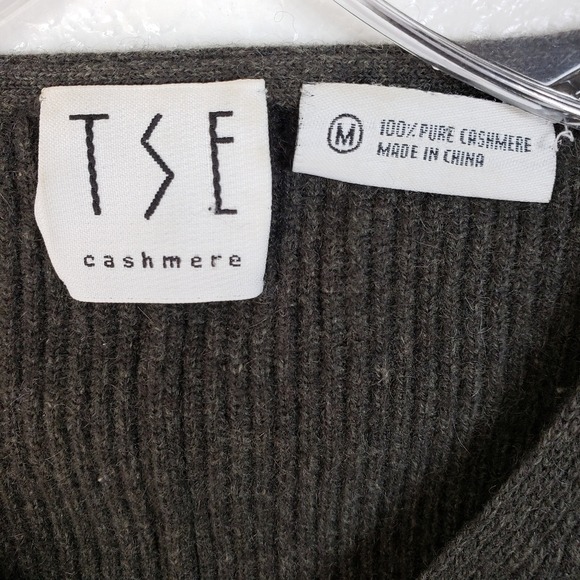 TSE
cashmere
M
100% PURE CASHMERE
MADE IN CHINA